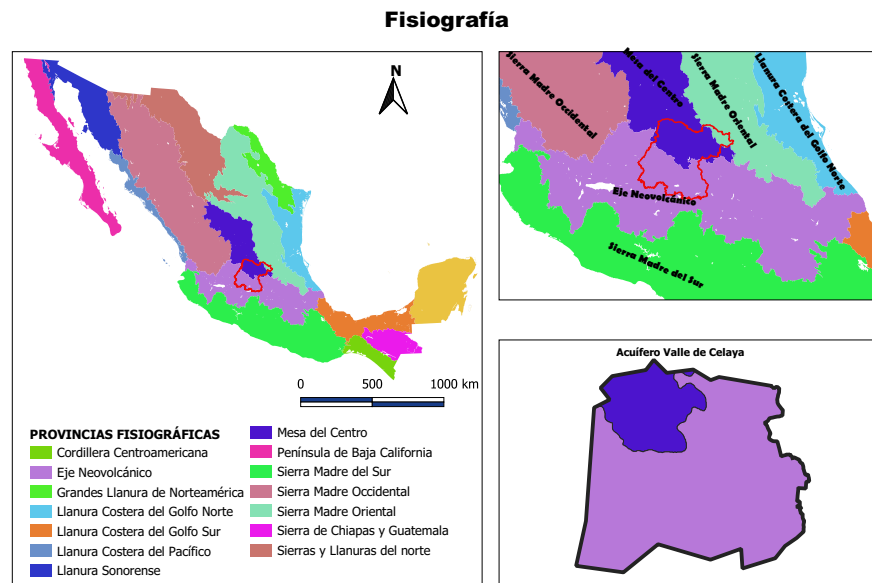 Fisiografía
N
0 500 1000 km
PROVINCIAS FISIOGRÁFICAS
Cordillera Centroamericana
Eje Neovolcánico
Grandes Llanura de Norteamérica
Llanura Costera del Golfo Norte
Llanura Costera del Golfo Sur
Llanura Costera del Pacífico
Llanura Sonorense
Mesa del Centro
Península de Baja California
Sierra Madre del Sur
Sierra Madre Occidental
Sierra Madre Oriental
Sierra de Chiapas y Guatemala
Sierras y Llanuras del norte
Sierra Madre Occidental
Mesa del Centro
Sierra Madre Oriental
Llanura Costera del Golfo Norte
Eje Neovolcánico
Sierra Madre del Sur
Acuífero Valle de Celaya